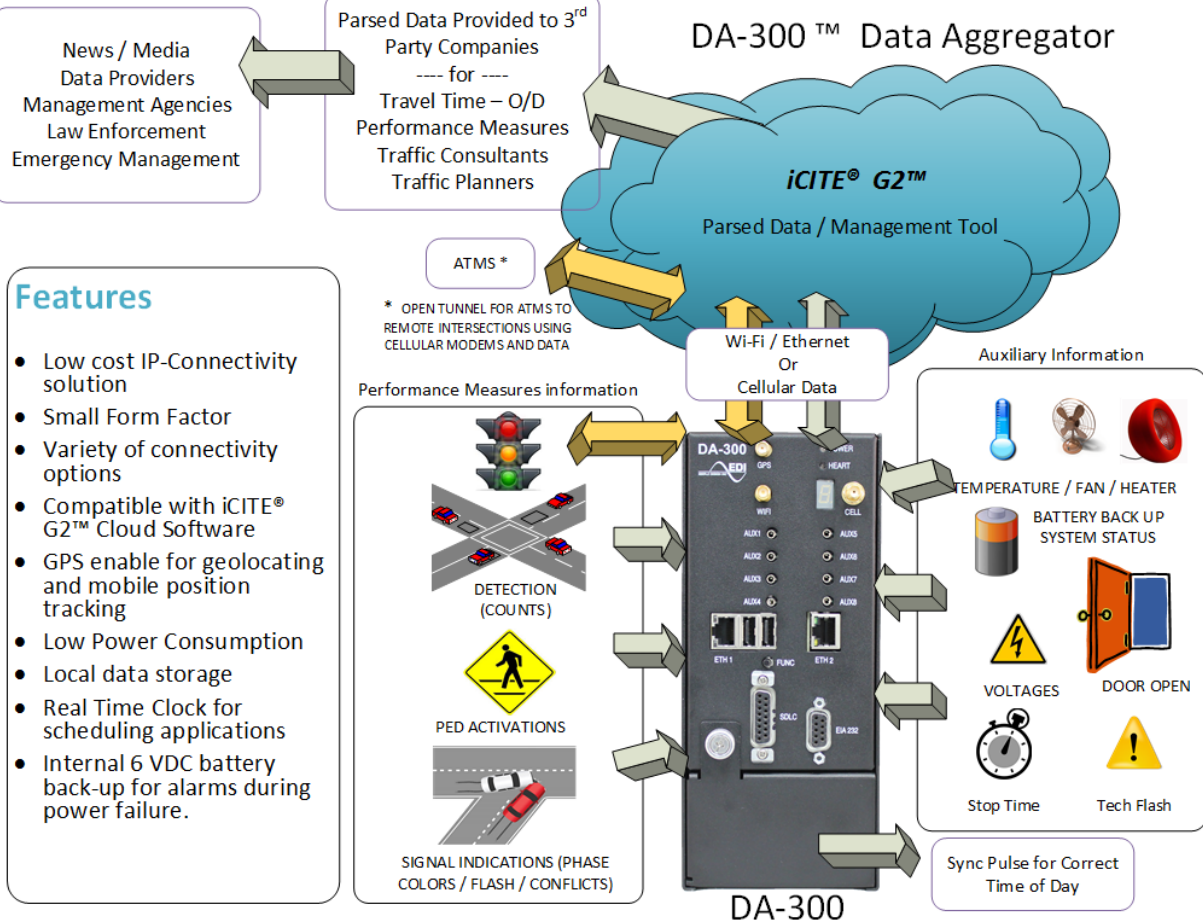 DA-300 ™ Data Aggregator
News / Media
Data Providers
Management Agencies
Law Enforcement
Emergency Management
Parsed Data Provided to 3rd
Party Companies
---- for ----
Travel Time – O/D
Performance Measures
Traffic Consultants
Traffic Planners
iCITE® G2™
Parsed Data / Management Tool
ATMS *
* OPEN TUNNEL FOR ATMS TO
REMOTE INTERSECTIONS USING
CELLULAR MODEMS AND DATA
Wi-Fi / Ethernet
Or
Cellular Data
Features
• Low cost IP-Connectivity
solution
• Small Form Factor
• Variety of connectivity
options
• Compatible with iCITE®
G2™ Cloud Software
• GPS enable for geolocating
and mobile position
tracking
• Low Power Consumption
• Local data storage
• Real Time Clock for
scheduling applications
• Internal 6 VDC battery
back-up for alarms during
power failure.
Performance Measures information
DETECTION
(COUNTS)
PED ACTIVATIONS
SIGNAL INDICATIONS (PHASE
COLORS / FLASH / CONFLICTS)
DA-300
EDI
GPS
HEART
WIFI
CELL
AUX1
AUX5
AUX2
AUX6
AUX3
AUX7
AUX4
AUX8
ETH 1
FUNC
ETH 2
SDLC
EIA 232
DA-300
Auxiliary Information
TEMPERATURE / FAN / HEATER
BATTERY BACK UP
SYSTEM STATUS
VOLTAGES
DOOR OPEN
Stop Time
Tech Flash
Sync Pulse for Correct
Time of Day